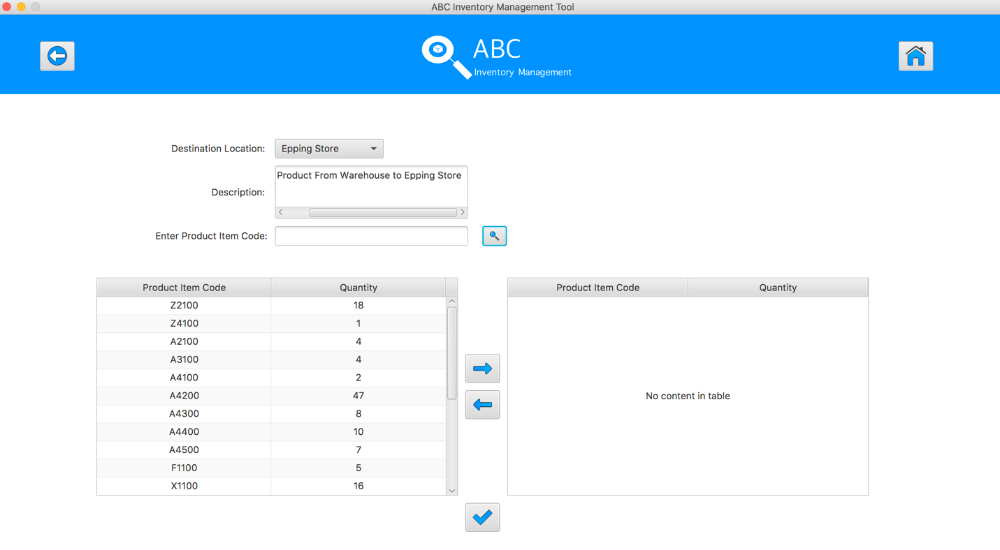 ABC Inventory Management Tool
ABC
Inventory Management
Destination Location: Epping Store
Product From Warehouse to Epping Store
Description:
Enter Product Item Code:
Product Item Code Quantity
Z2100 18
Z4100 1
A2100 4
A3100 4
A4100 2
A4200 47
A4300 8
A4400 10
A4500 7
F1100 5
X1100 16
Product Item Code Quantity
No content in table